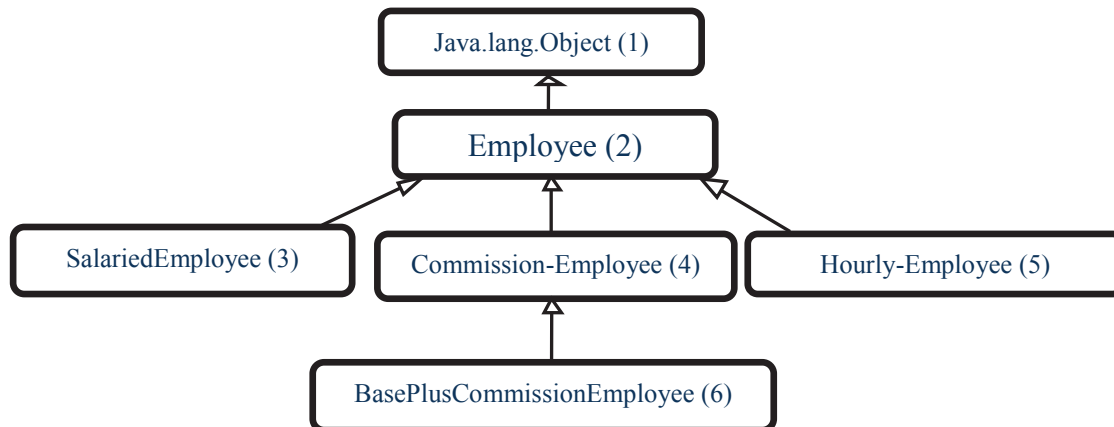 Java.lang.Object (1)
Employee (2)
SalariedEmployee (3)
Commission-Employee (4)
Hourly-Employee (5)
BasePlusCommissionEmployee (6)